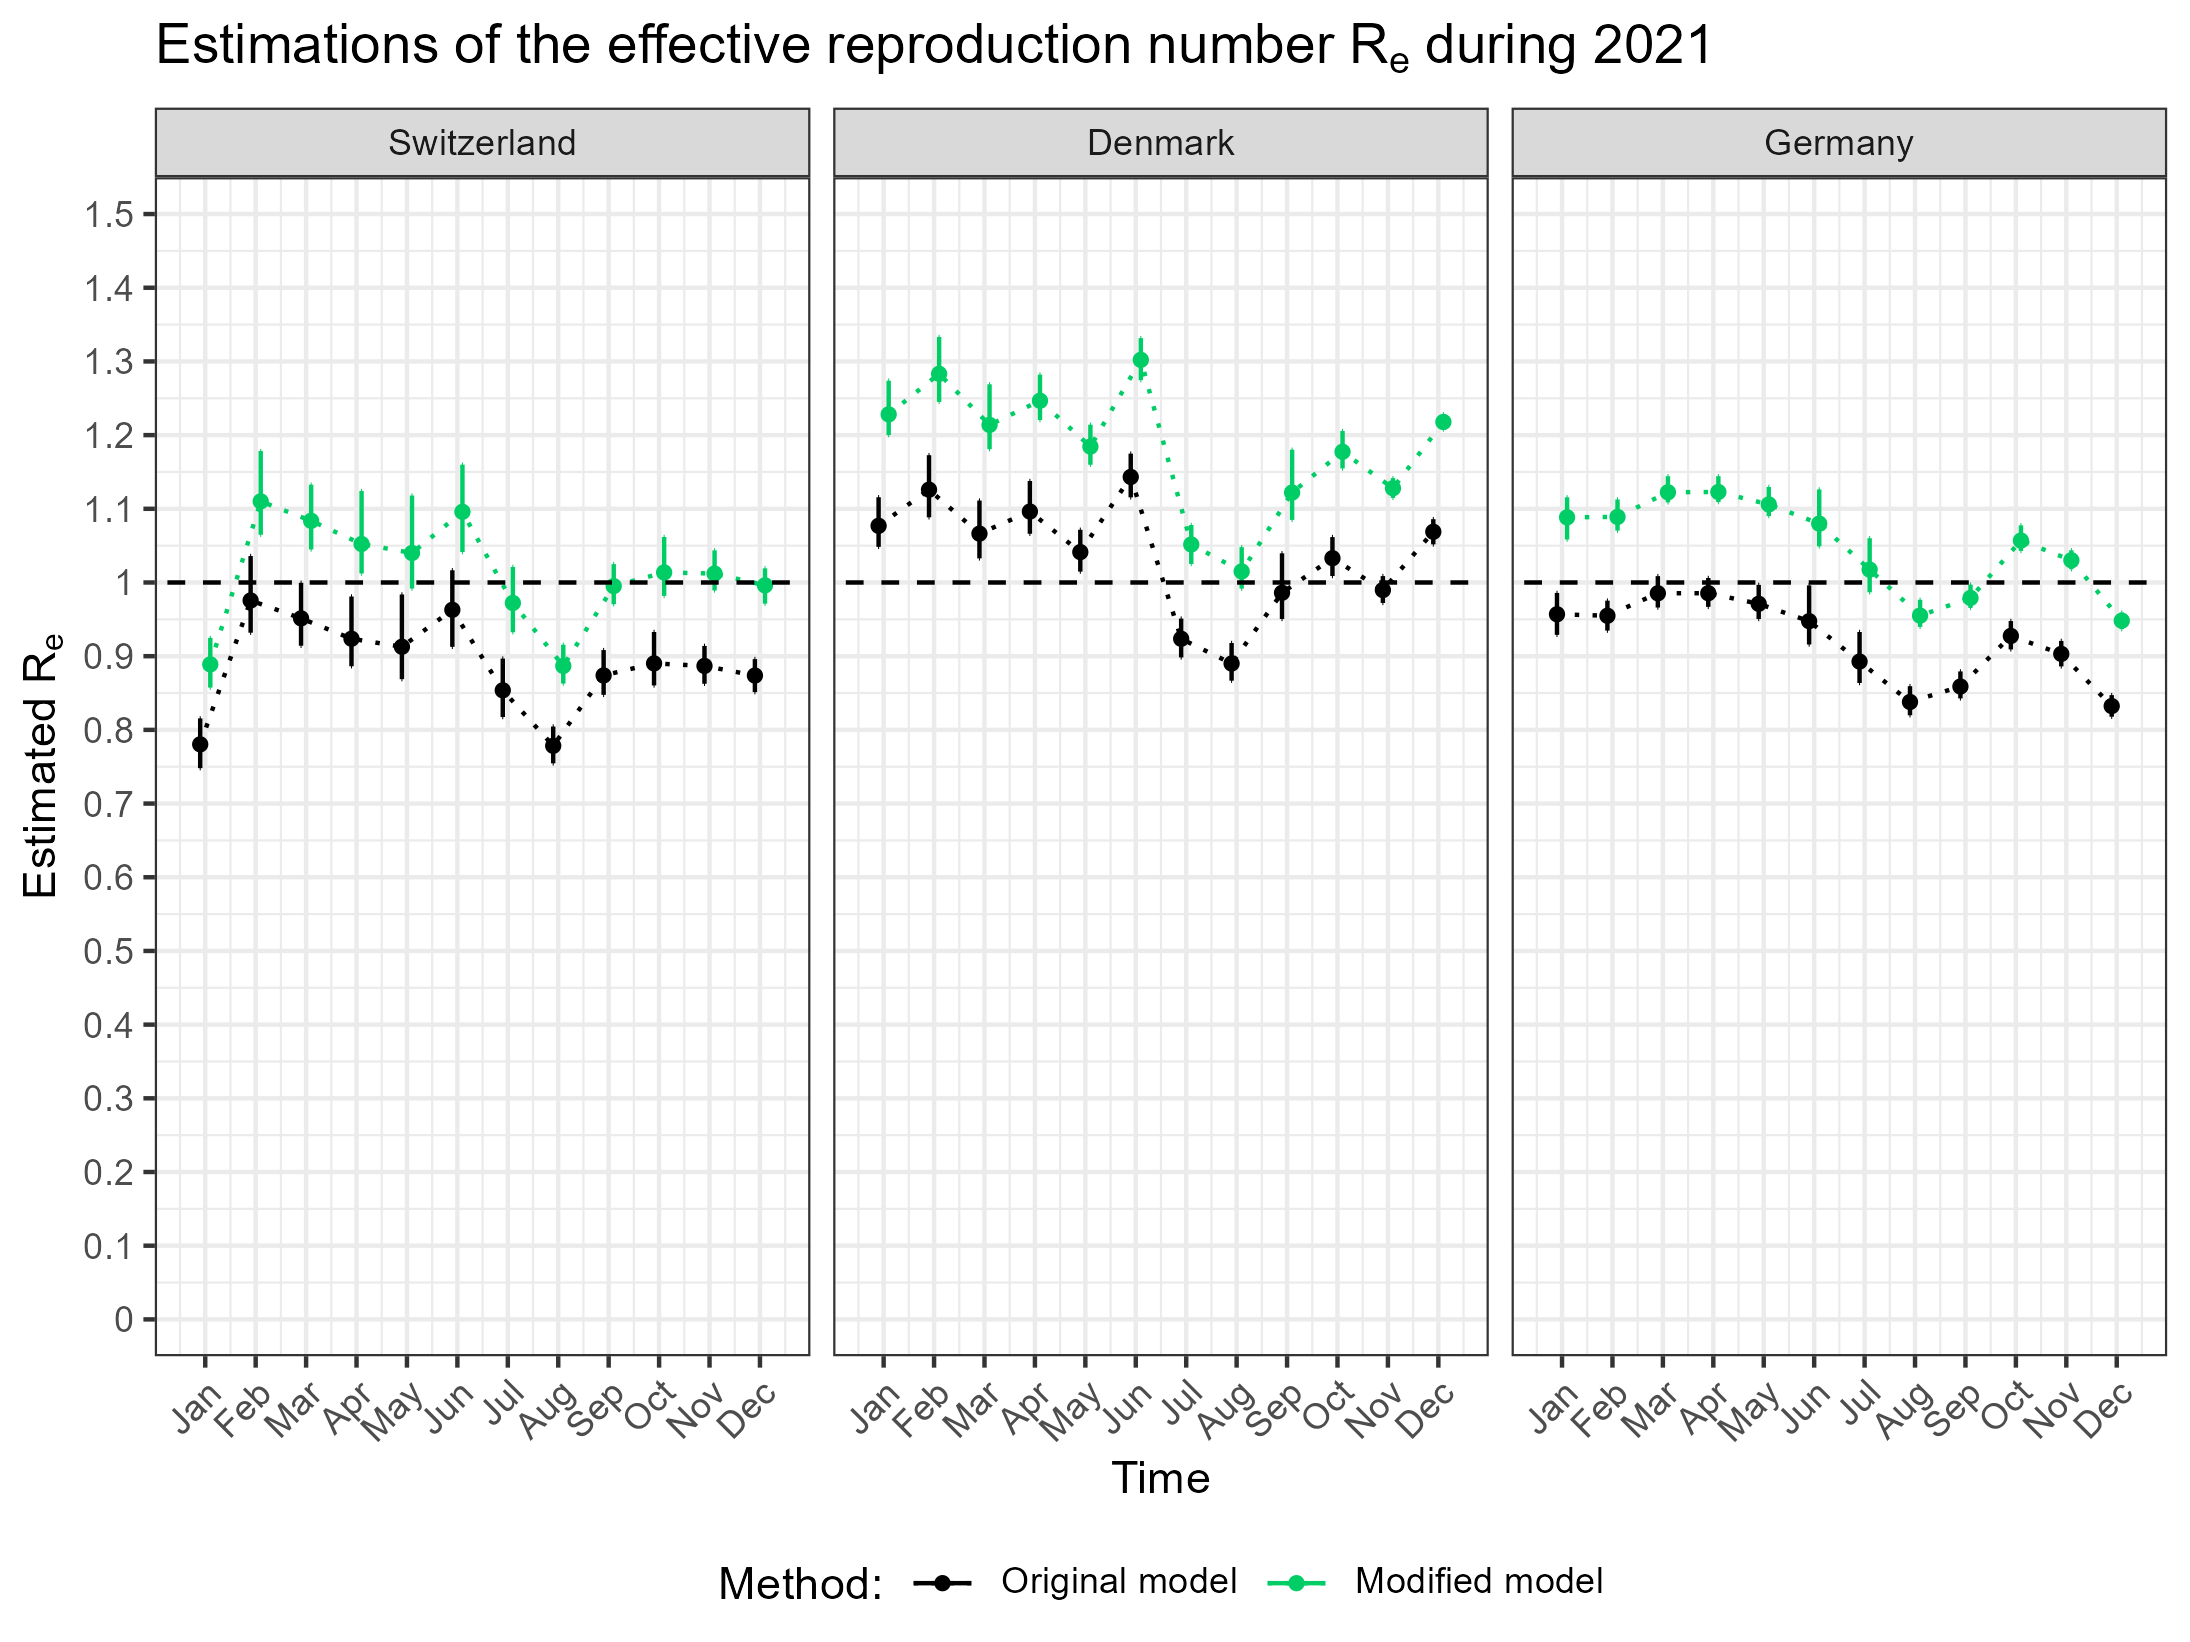 Estimations of the effective reproduction number Re during 2021
Switzerland
Denmark
Germany
Estimated Re
1.5
1.4
1.3
1.2
1.1
1
0.9
0.8
0.7
0.6
0.5
0.4
0.3
0.2
0.1
0
Jan Feb Mar Apr May Jun Jul Aug Sep Oct Nov Dec
Jan Feb Mar Apr May Jun Jul Aug Sep Oct Nov Dec
Jan Feb Mar Apr May Jun Jul Aug Sep Oct Nov Dec
Time
Method: Original model Modified model